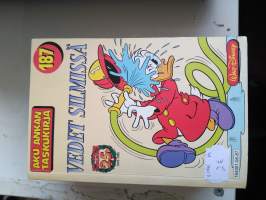 187
AKU ANKAN
TASKUKIRJA
VEDET SILMISSÄ
WALT DISNEY